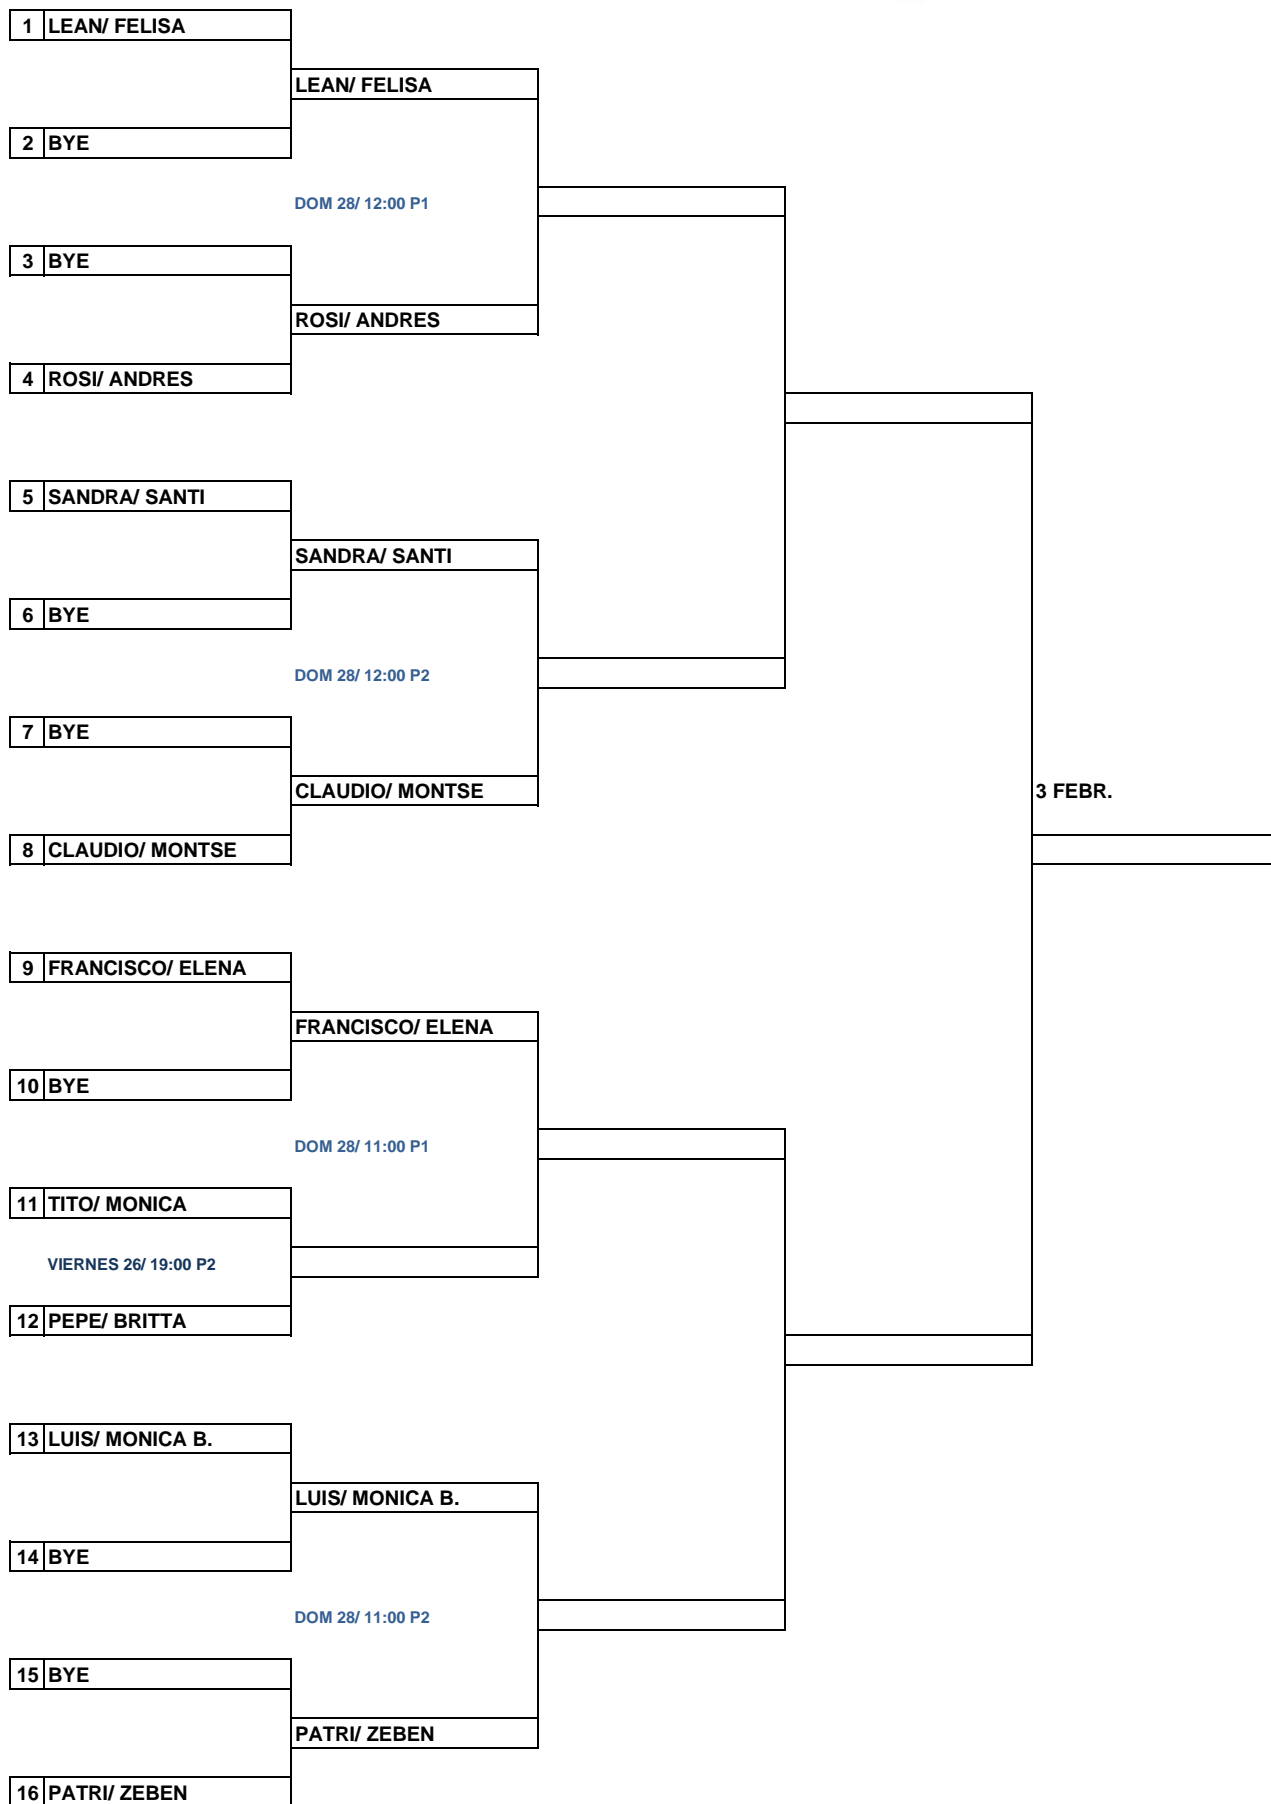 1 LEAN/ FELISA
LEAN/ FELISA
2 BYE
DOM 28/ 12:00 P1
3 BYE
ROSI/ ANDRES
4 ROSI/ ANDRES
5 SANDRA/ SANTI
SANDRA/ SANTI
6 BYE
DOM 28/ 12:00 P2
7 BYE
CLAUDIO/ MONTSE
3 FEBR.
8 CLAUDIO/ MONTSE
9 FRANCISCO/ ELENA
FRANCISCO/ ELENA
10 BYE
DOM 28/ 11:00 P1
11 TITO/ MONICA
VIERNES 26/ 19:00 P2
12 PEPE/ BRITTA
13 LUIS/ MONICA B.
LUIS/ MONICA B.
14 BYE
DOM 28/ 11:00 P2
15 BYE
PATRI/ ZEBEN
16 PATRI/ ZEBEN